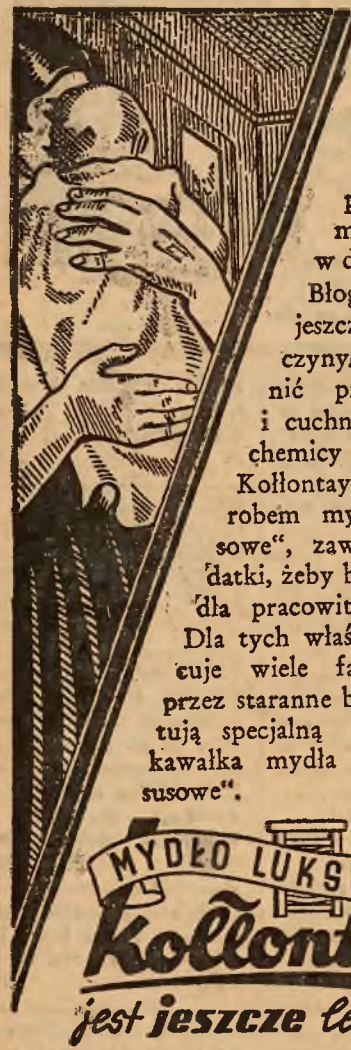 p
m
w d
Błog
jeszcz
czyny,
nić p
i cuchn
chemicy
Kołłontay
robem my
sowe“, zaw
datki, żeby b
dla pracowit
Dla tych właś
cuje wiele fa
przez staranne b
tują specjalną
kawałka mydła
susowe“.
MYDŁO LUKS
Kołłont
jest jeszcze le